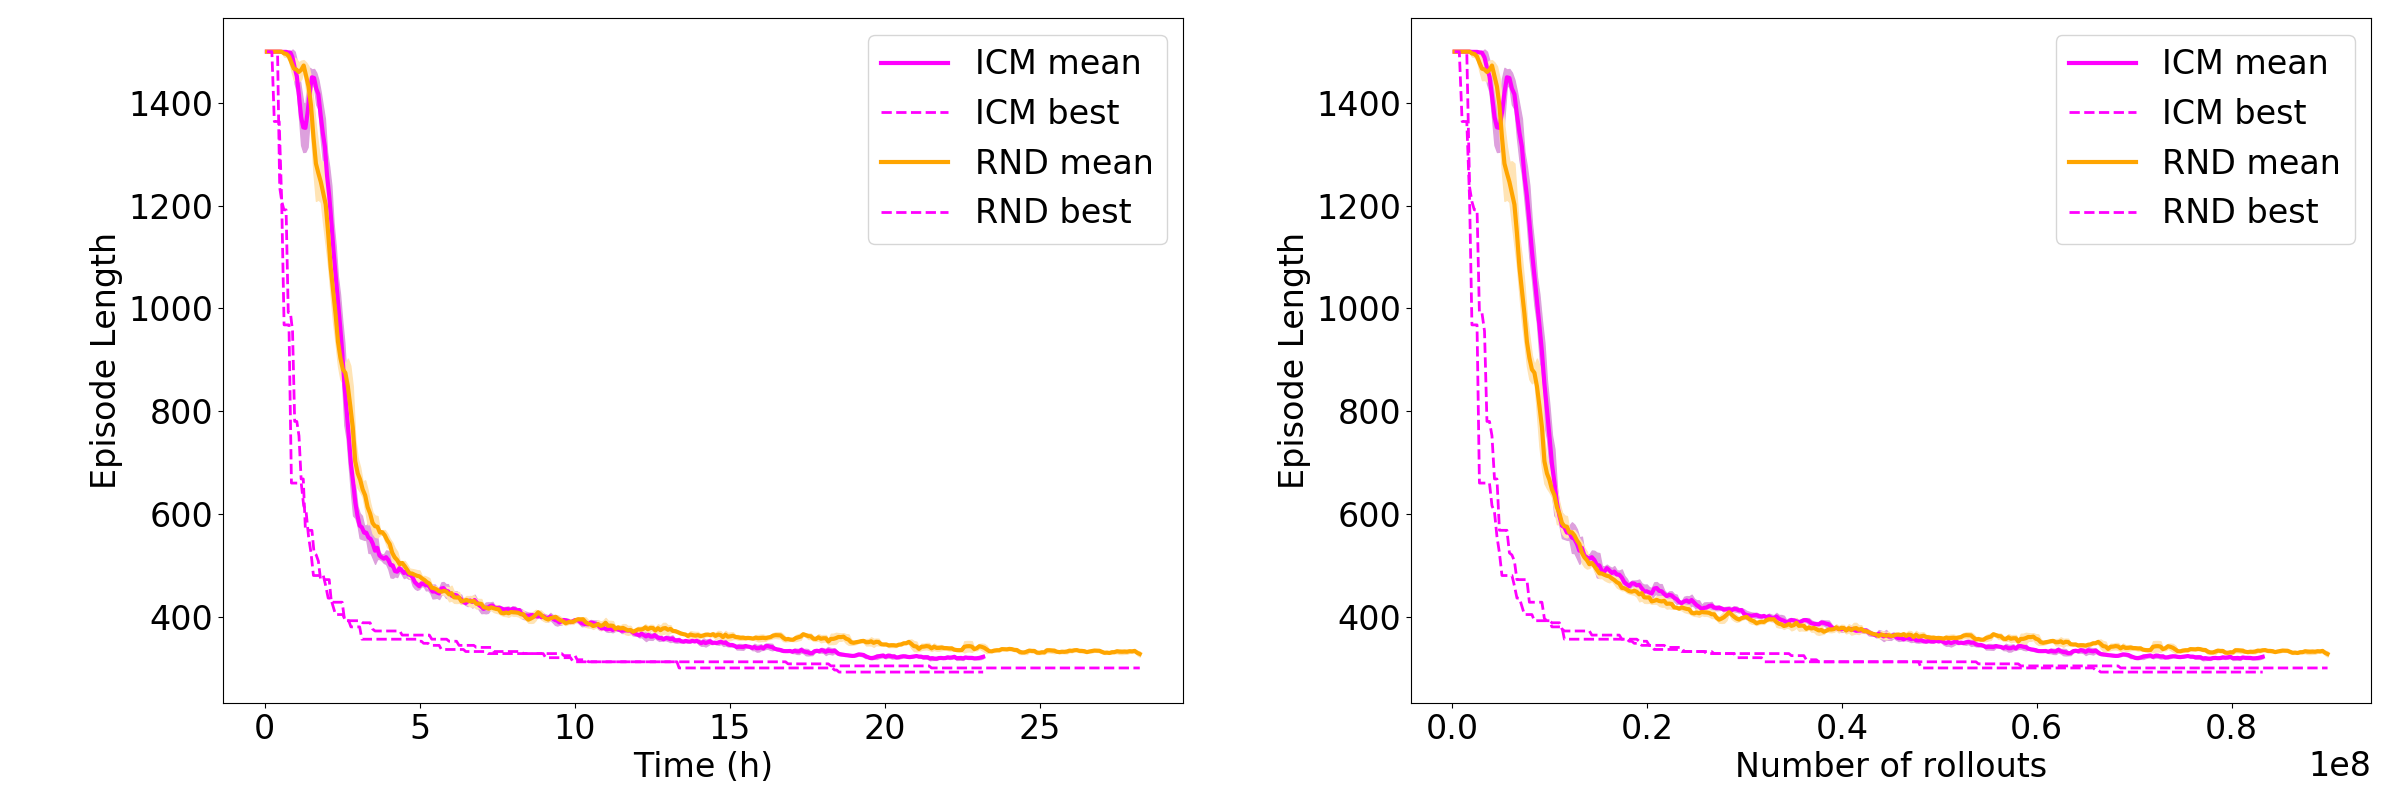 Episode Length
1400
1200
1000
800
600
400
0
5
10
15
20
25
Time (h)
ICM mean
ICM best
RND mean
RND best
Episode Length
1400
1200
1000
800
600
400
0.0
0.2
0.4
0.6
0.8
1e8
Number of rollouts
ICM mean
ICM best
RND mean
RND best